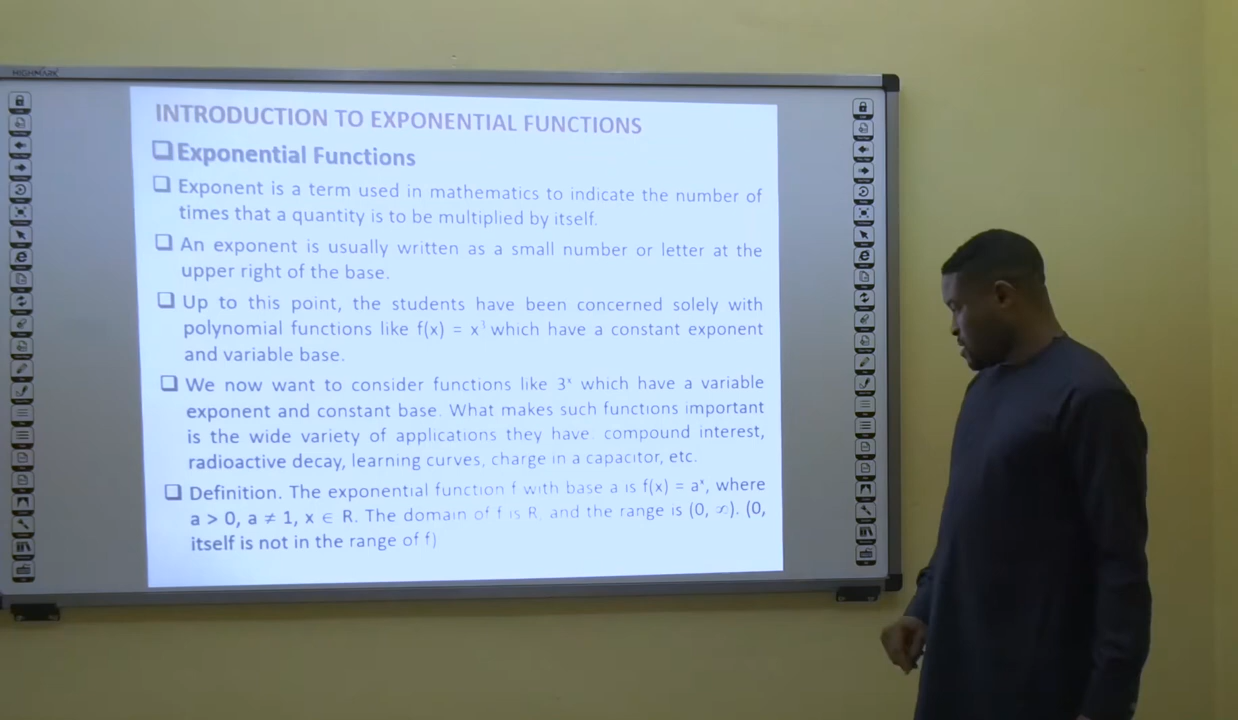 HIGHMARK
INTRODUCTION TO EXPONENTIAL FUNCTIONS
❑Exponential Functions
❑ Exponent is a term used in mathematics to indicate the number of
times that a quantity is to be multiplied by itself.
❑ An exponent is usually written as a small number or letter at the
upper right of the base.
❑ Up to this point, the students have been concerned solely with
polynomial functions like f(x) = x³ which have a constant exponent
and variable base.
❑ We now want to consider functions like 3ˣ which have a variable
exponent and constant base. What makes such functions important
is the wide variety of applications they have: compound interest,
radioactive decay, learning curves, charge in a capacitor, etc.
❑ Definition. The exponential function f with base a is f(x) = aˣ, where
a > 0, a ≠ 1, x ∈ R. The domain of f is R, and the range is (0, ∞). (0,
itself is not in the range of f)